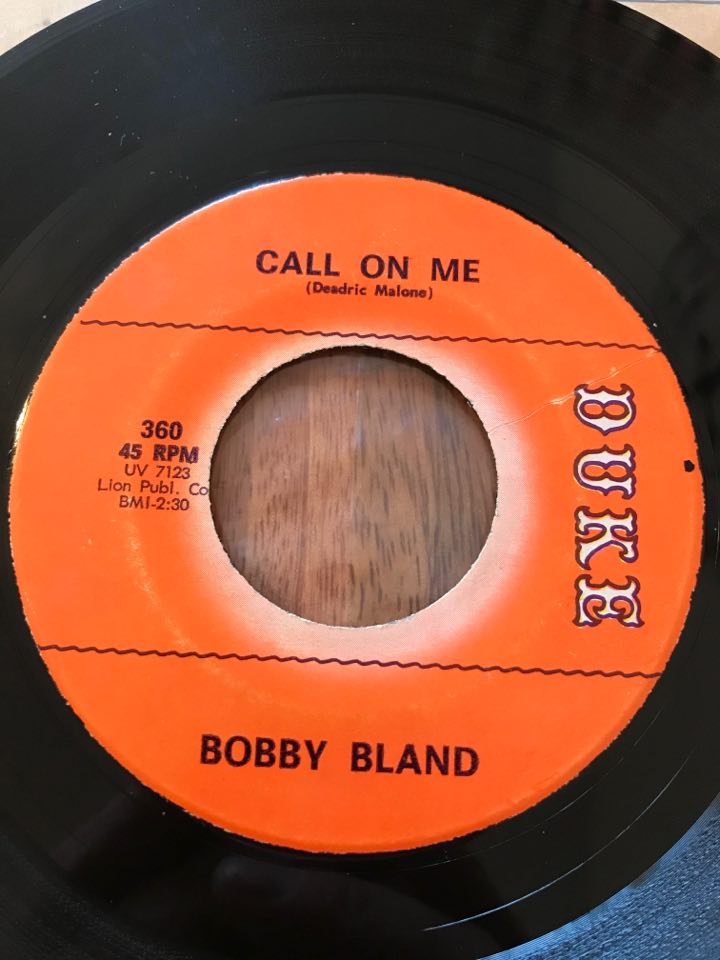 CALL ON ME
(Deadric Malone)
360
45 RPM
UV 7123
Lion Publ. Co
BMI-2:30
DUKE
BOBBY BLAND